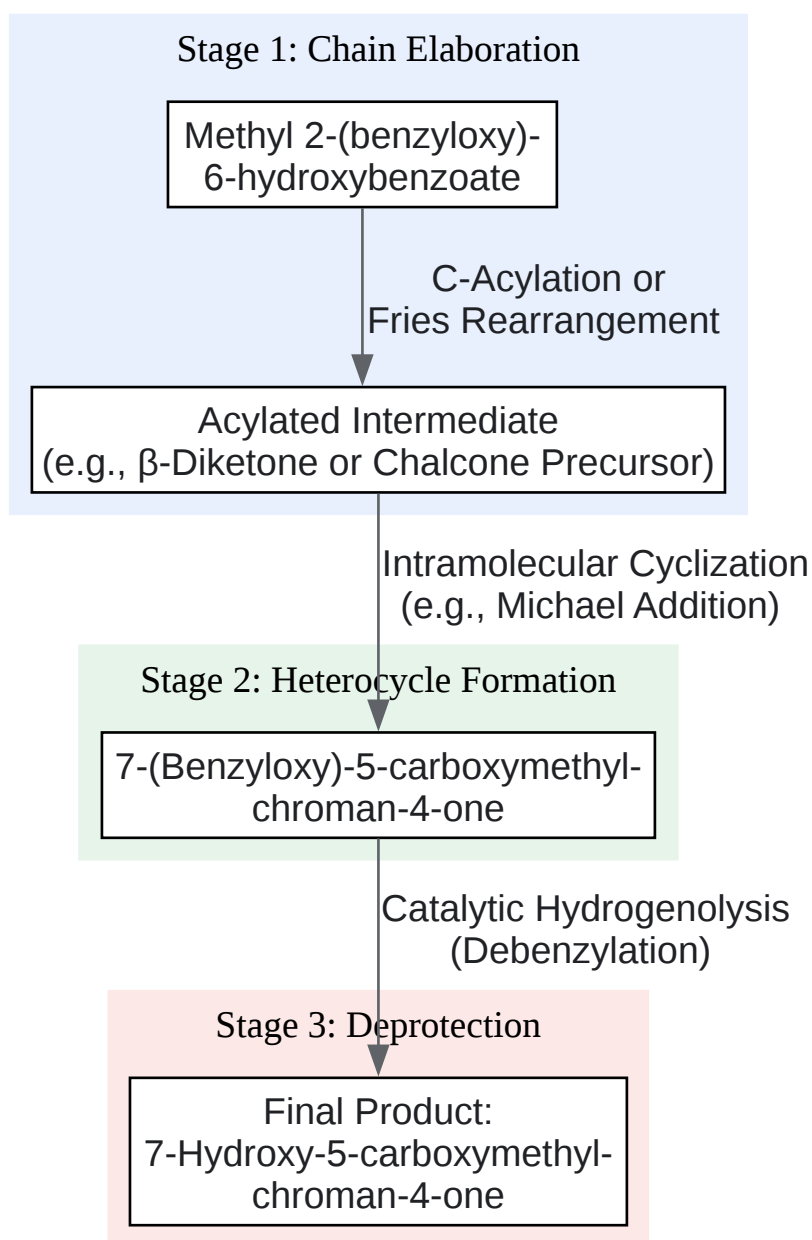 Stage 1: Chain Elaboration
Methyl 2-(benzyloxy)-
6-hydroxybenzoate
C-Acylation or
Fries Rearrangement
Acylated Intermediate
(e.g., β-Diketone or Chalcone Precursor)
Intramolecular Cyclization
(e.g., Michael Addition)
Stage 2: Heterocycle Formation
7-(Benzyloxy)-5-carboxymethyl-
chroman-4-one
Catalytic Hydrogenolysis
(Debenzylation)
Stage 3: Deprotection
Final Product:
7-Hydroxy-5-carboxymethyl-
chroman-4-one